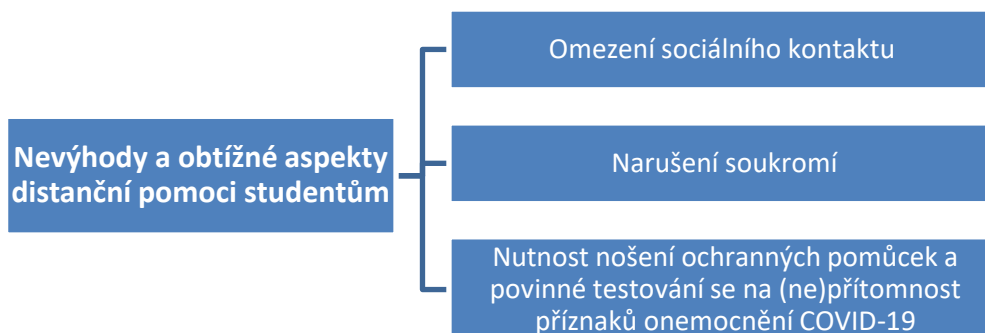 Omezení sociálního kontaktu
Nevýhody a obtížné aspekty
distanční pomoci studentům
Narušení soukromí
Nutnost nošení ochranných pomůcek a
povinné testování se na (ne)přítomnost
příznaků onemocnění COVID-19